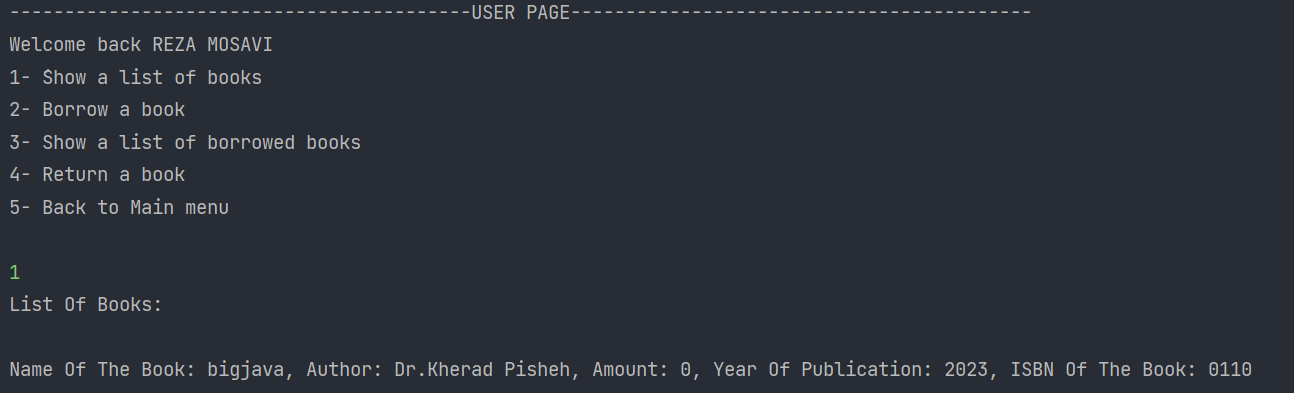 ------------------------------------------USER PAGE------------------------------------------
Welcome back REZA MOSAVI
1- Show a list of books
2- Borrow a book
3- Show a list of borrowed books
4- Return a book
5- Back to Main menu
1
List Of Books:
Name Of The Book: bigjava, Author: Dr.Kherad Pisheh, Amount: 0, Year Of Publication: 2023, ISBN Of The Book: 0110